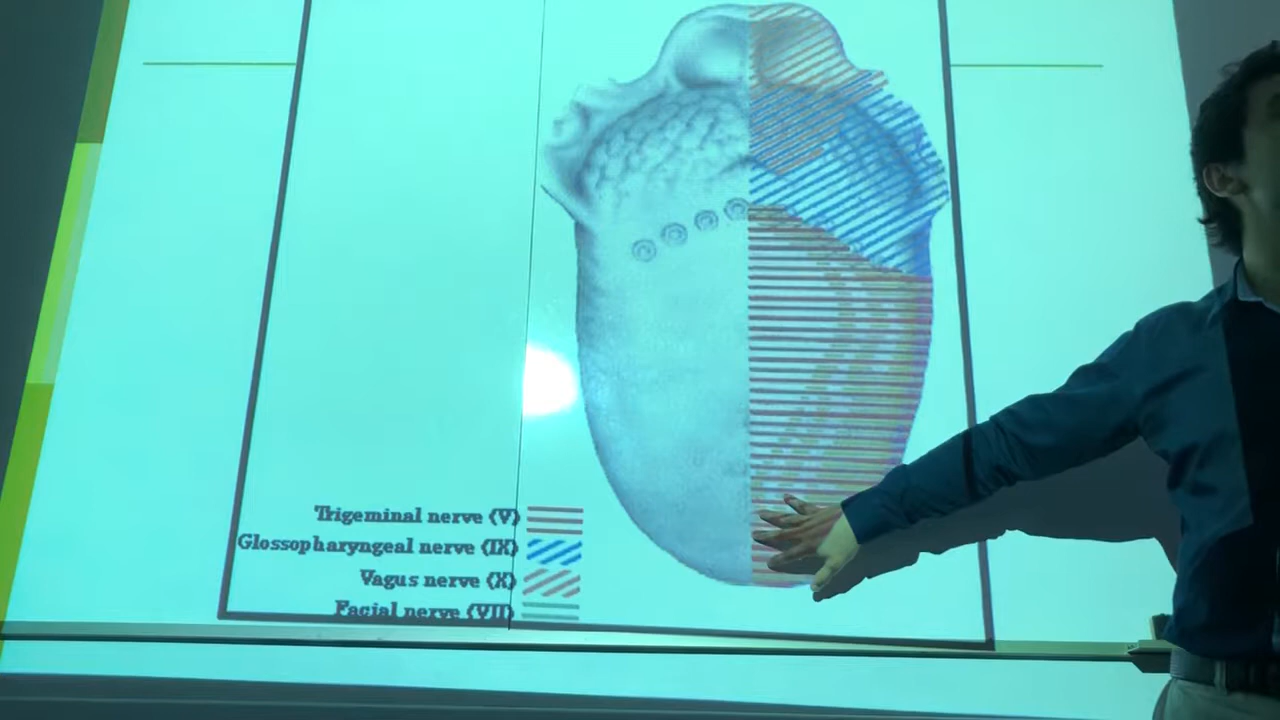 Trigeminal nerve (V)
Glossopharyngeal nerve (IX)
Vagus nerve (X)
Facial nerve (VII)